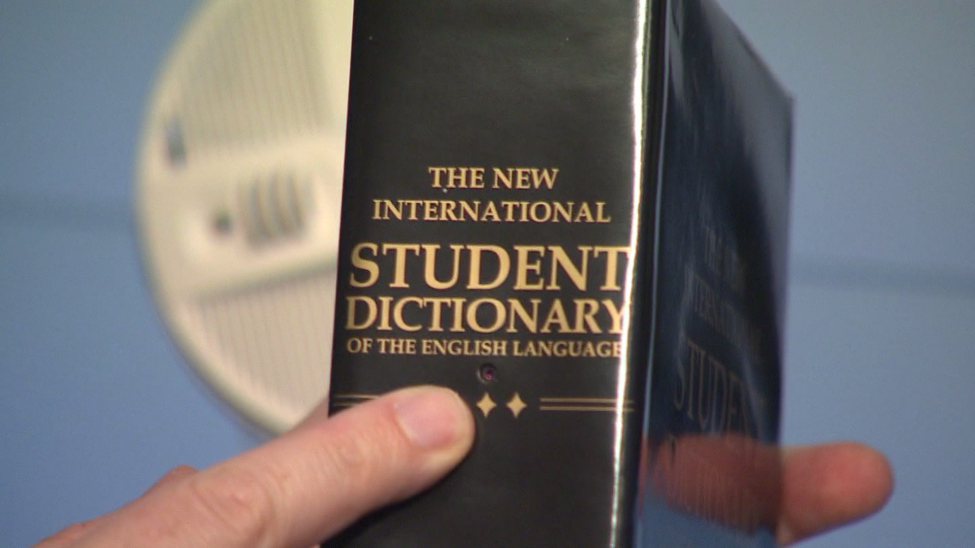 THE NEW
INTERNATIONAL
STUDENT
DICTIONARY
OF THE ENGLISH LANGUAGE